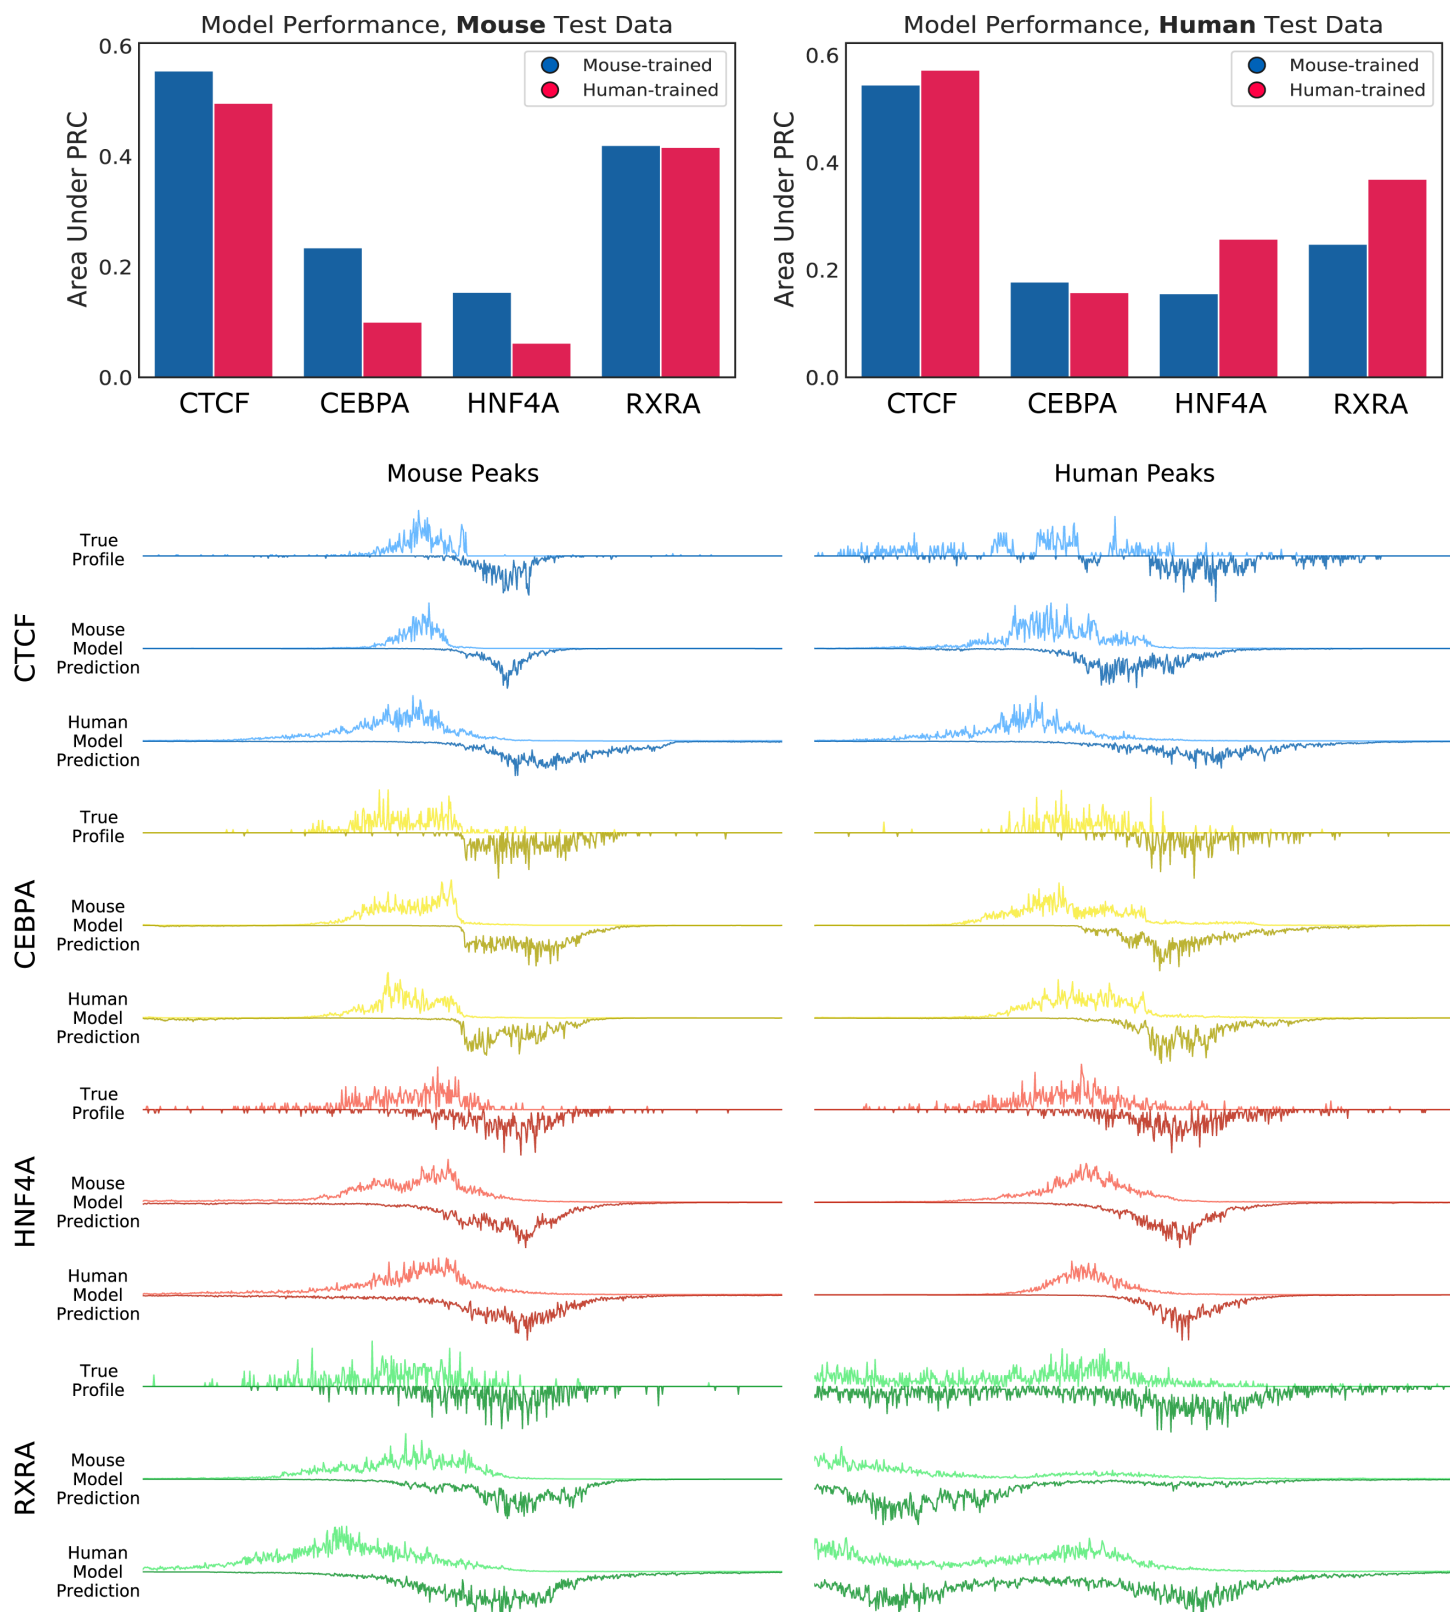 Model Performance, Mouse Test Data
0.6
0.4
0.2
0.0
Area Under PRC
Mouse-trained
Human-trained
CTCF
CEBPA
HNF4A
RXRA
Model Performance, Human Test Data
0.6
0.4
0.2
0.0
Area Under PRC
Mouse-trained
Human-trained
CTCF
CEBPA
HNF4A
RXRA
Mouse Peaks
Human Peaks
CTCF
True
Profile
Mouse
Model
Prediction
Human
Model
Prediction
CEBPA
True
Profile
Mouse
Model
Prediction
Human
Model
Prediction
HNF4A
True
Profile
Mouse
Model
Prediction
Human
Model
Prediction
RXRA
True
Profile
Mouse
Model
Prediction
Human
Model
Prediction